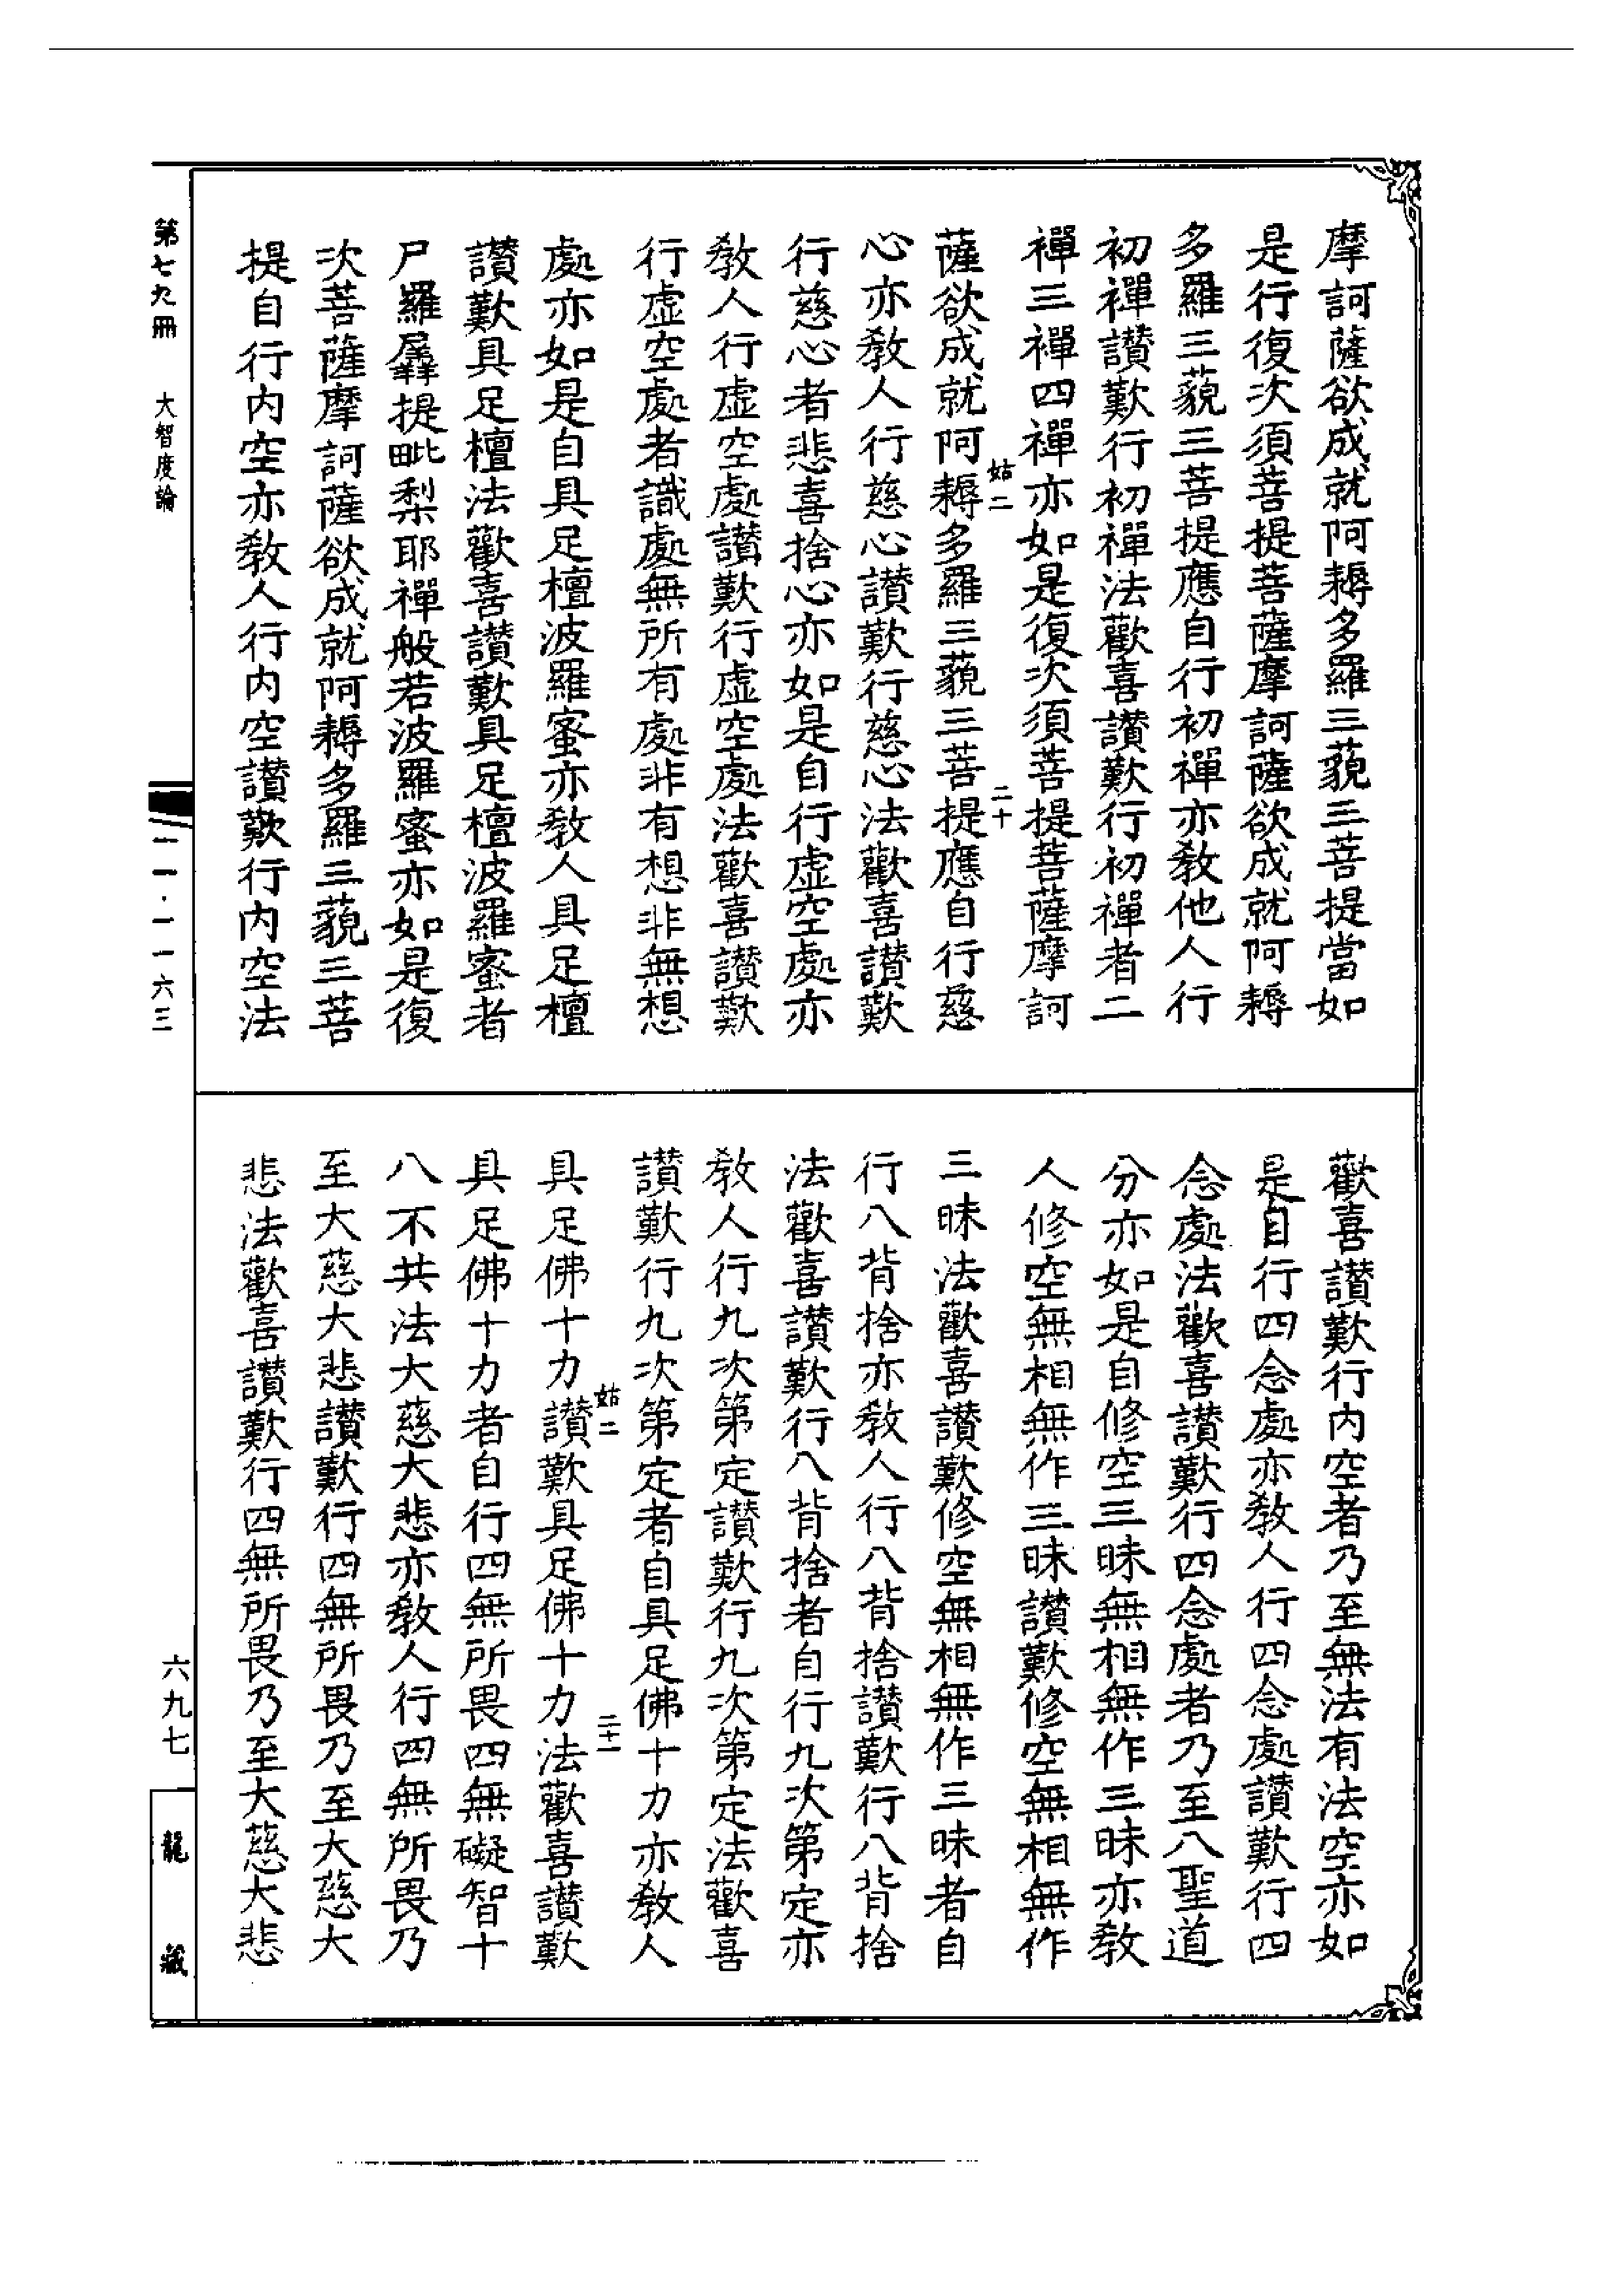 摩訶薩欲成就阿耨多羅三藐三菩提當如
是行復次須菩提菩薩摩訶薩欲成就阿耨
多羅三藐三菩提應自行初禪亦教他人行
初禪讚歎行初禪法歡喜讚歎行初禪者二
禪三禪四禪亦如是復次須菩提菩薩摩訶
姑二
二十
薩欲成就阿耨多羅三藐三菩提應自行慈
心亦教人行慈心讚歎行慈心法歡喜讚歎
行慈心者悲喜捨心亦如是自行虛空處亦
教人行虛空處讚歎行虛空處法歡喜讚歎
行虛空處者識處無所有處非有想非無想
處亦如是自具足檀波羅蜜亦教人具足檀
讚歎具足檀法歡喜讚歎具足檀波羅蜜者
尸羅羼提毗梨耶禪般若波羅蜜亦如是復
次菩薩摩訶薩欲成就阿耨多羅三藐三菩
提自行內空亦教人行內空讚歎行內空法
歡喜讚歎行內空者乃至無法有法空亦如
是自行四念處亦教人行四念處讚歎行四
念處法歡喜讚歎行四念處者乃至八聖道
分亦如是自修空三昧無相無作三昧亦教
人修空無相無作三昧讚歎修空無相無作
三昧法歡喜讚歎修空無相無作三昧者自
行八背捨亦教人行八背捨讚歎行八背捨
法歡喜讚歎行八背捨者自行九次第定亦
教人行九次第定讚歎行九次第定法歡喜
讚歎行九次第定者自具足佛十力亦教人
姑二
二十一
具足佛十力讚歎具足佛十力法歡喜讚歎
具足佛十力者自行四無所畏四無礙智十
八不共法大慈大悲亦教人行四無所畏乃
至大慈大悲讚歎行四無所畏乃至大慈大
悲法歡喜讚歎行四無所畏乃至大慈大悲
第七九冊 大智度論
一一一·一一六三
六九七
龍藏